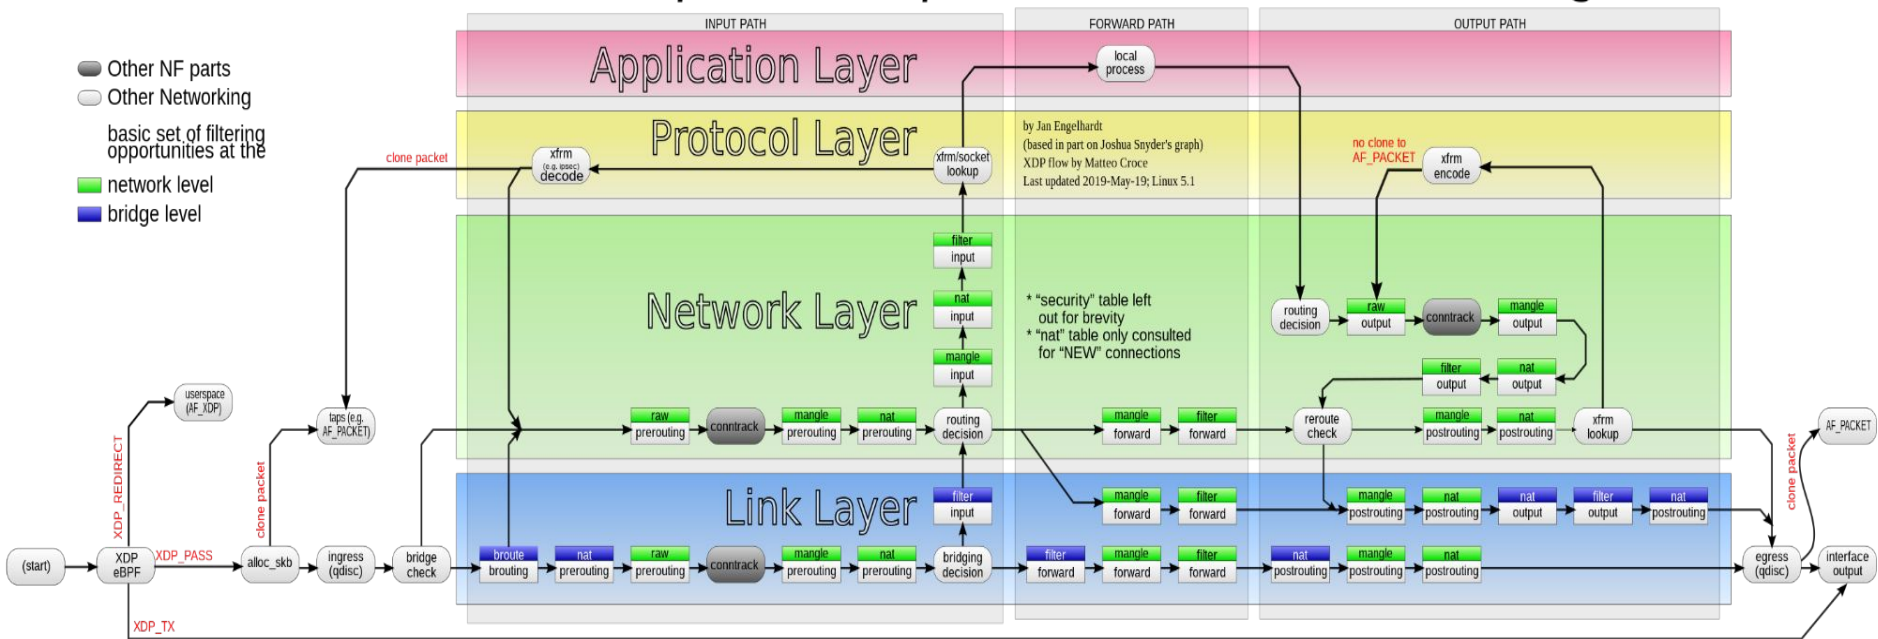 INPUT PATH
FORWARD PATH
OUTPUT PATH
Application Layer
local
process
Other NF parts
Other Networking
basic set of filtering
opportunities at the
network level
bridge level
Protocol Layer
by Jan Engelhardt
(based in part on Joshua Snyder's graph)
XDP flow by Matteo Croce
Last updated 2019-May-19; Linux 5.1
clone packet
xfrm
(e.g. ipsec)
decode
xfrm/socket
lookup
no clone to
AF_PACKET
xfrm
encode
Network Layer
filter
input
nat
input
mangle
input
* “security” table left
out for brevity
* “nat” table only consulted
for “NEW” connections
routing
decision
raw
output
conntrack
mangle
output
filter
output
nat
output
userspace
(AF_XDP)
taps (e.g.
AF_PACKET)
raw
prerouting
conntrack
mangle
prerouting
nat
prerouting
routing
decision
mangle
forward
filter
forward
reroute
check
mangle
postrouting
nat
postrouting
xfrm
lookup
AF_PACKET
XDP_REDIRECT
clone packet
clone packet
Link Layer
filter
input
mangle
forward
filter
forward
mangle
postrouting
nat
postrouting
nat
output
filter
output
nat
postrouting
(start)
XDP
eBPF
XDP_PASS
alloc_skb
ingress
(qdisc)
bridge
check
broute
brouting
nat
prerouting
raw
prerouting
conntrack
mangle
prerouting
nat
prerouting
bridging
decision
filter
forward
mangle
forward
filter
forward
nat
postrouting
mangle
postrouting
nat
postrouting
egress
(qdisc)
interface
output
XDP_TX